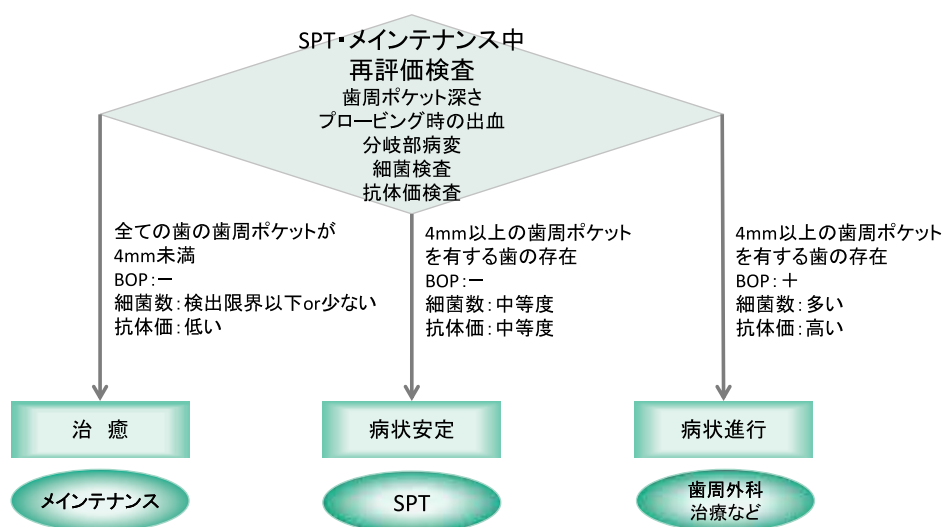 SPT・メインテナンス中
再評価検査
歯周ポケット深さ
プロービング時の出血
分岐部病変
細菌検査
抗体価検査
全ての歯の歯周ポケットが
4mm未満
BOP：－
細菌数：検出限界以下or少ない
抗体価：低い
4mm以上の歯周ポケット
を有する歯の存在
BOP：－
細菌数：中等度
抗体価：中等度
4mm以上の歯周ポケット
を有する歯の存在
BOP：＋
細菌数：多い
抗体価：高い
治 癒
病状安定
病状進行
メインテナンス
SPT
歯周外科
治療など